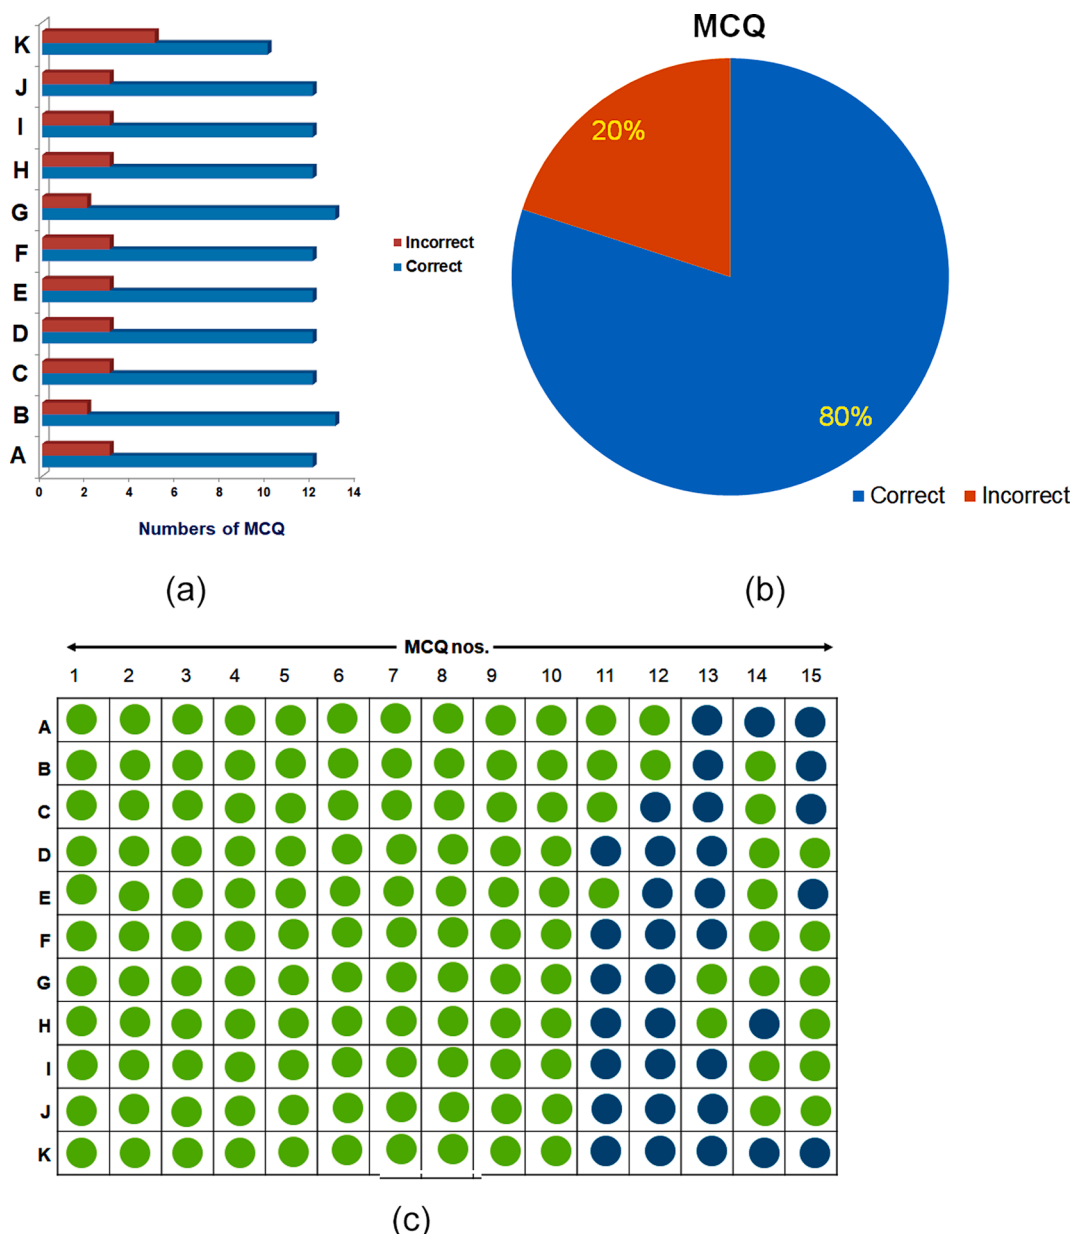 K
J
I
H
G
F
E
D
C
B
A
0 2 4 6 8 10 12 14
Numbers of MCQ
Incorrect
Correct
(a)
MCQ
20%
80%
Correct Incorrect
(b)
MCQ nos.
1 2 3 4 5 6 7 8 9 10 11 12 13 14 15
A
B
C
D
E
F
G
H
I
J
K
(c)